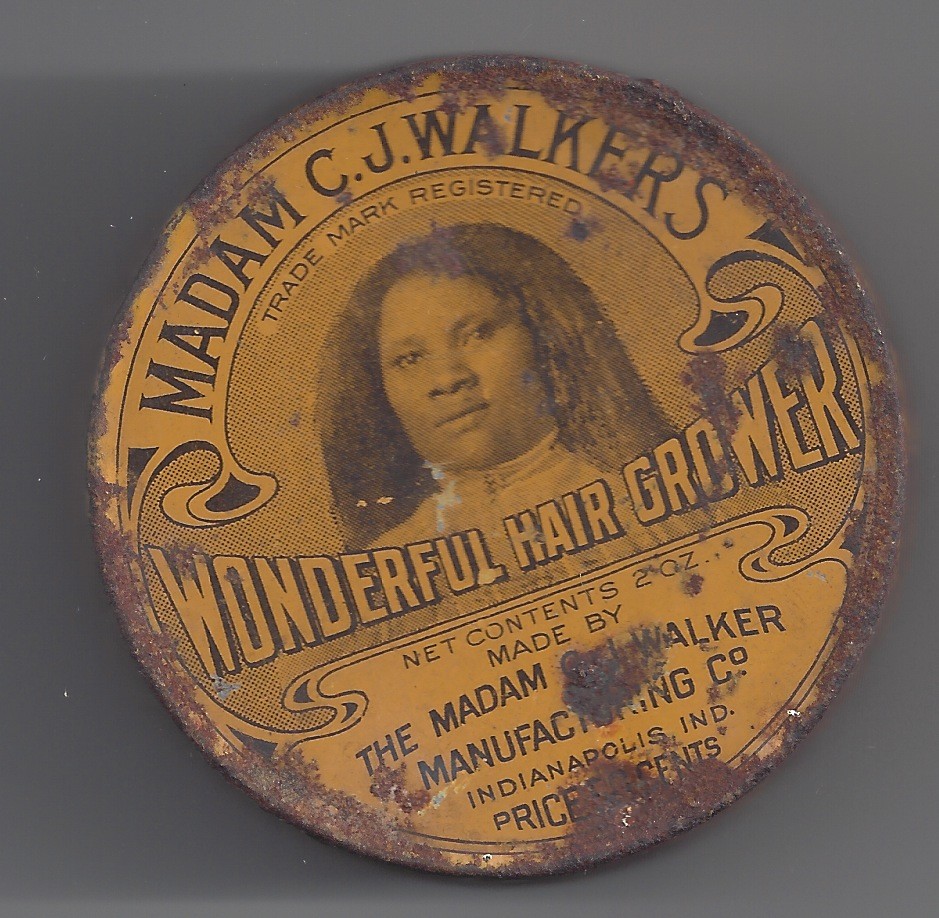 MADAM C.J.WALKERS
TRADE MARK REGISTERED
WONDERFUL HAIR GROWER
NET CONTENTS 2 OZ.
MADE BY
THE MADAM C.J.WALKER
MANUFACTURING Co
INDIANAPOLIS, IND.
PRICE CENTS